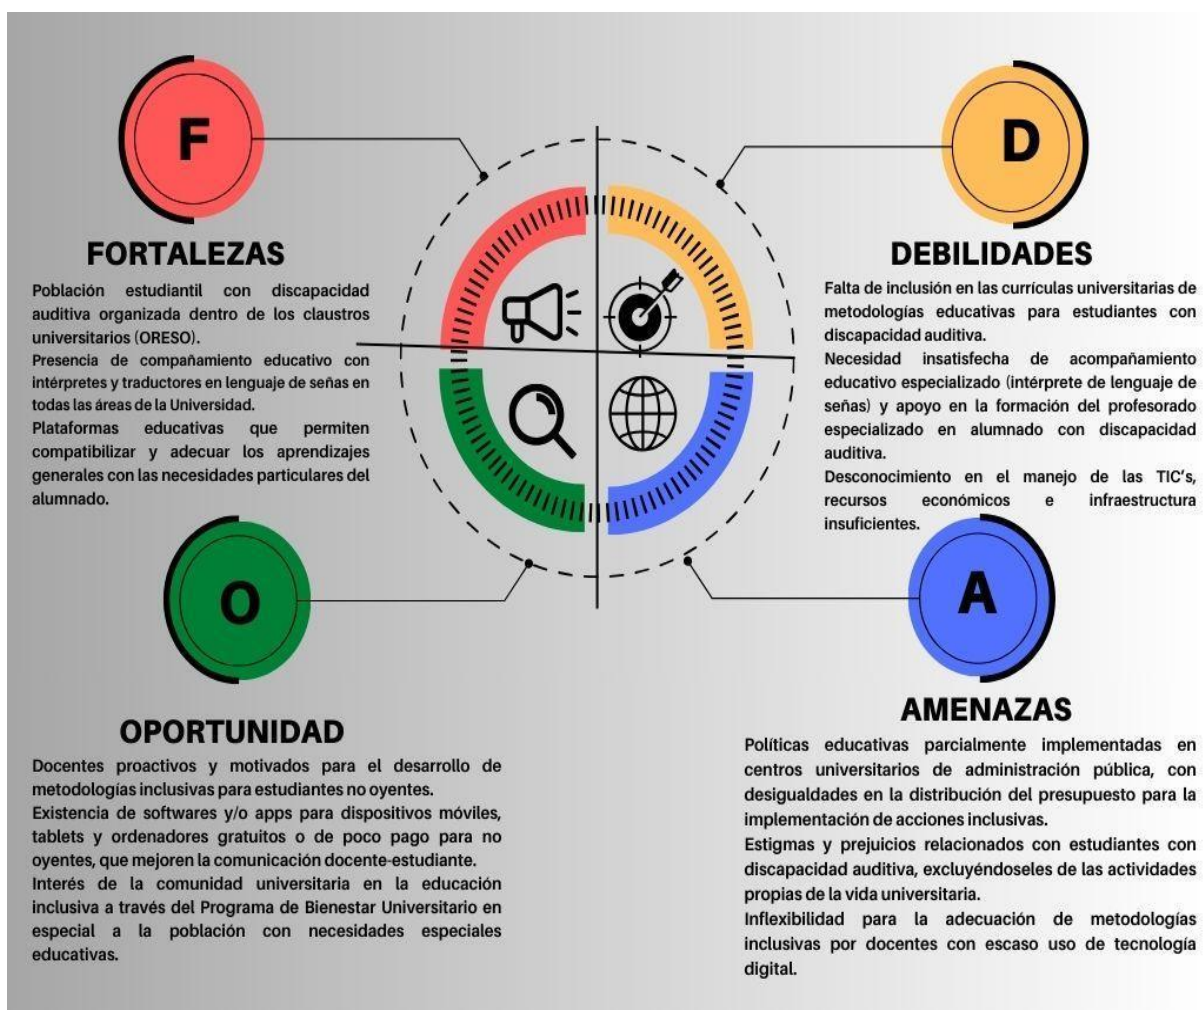 F
FORTALEZAS
Población estudiantil con discapacidad
auditiva organizada dentro de los claustros
universitarios (ORESO).
Presencia de compañamiento educativo con
intérpretes y traductores en lenguaje de señas en
todas las áreas de la Universidad.
Plataformas educativas que permiten
compatibilizar y adecuar los aprendizajes
generales con las necesidades particulares del
alumnado.
D
DEBILIDADES
Falta de inclusión en las currículas universitarias de
metodologías educativas para estudiantes con
discapacidad auditiva.
Necesidad insatisfecha de acompañamiento
educativo especializado (intérprete de lenguaje de
señas) y apoyo en la formación del profesorado
especializado en alumnado con discapacidad
auditiva.
Desconocimiento en el manejo de las TIC's,
recursos económicos e infraestructura
insuficientes.
O
OPORTUNIDAD
Docentes proactivos y motivados para el desarrollo de
metodologías inclusivas para estudiantes no oyentes.
Existencia de softwares y/o apps para dispositivos móviles,
tablets y ordenadores gratuitos o de poco pago para no
oyentes, que mejoren la comunicación docente-estudiante.
Interés de la comunidad universitaria en la educación
inclusiva a través del Programa de Bienestar Universitario en
especial a la población con necesidades especiales
educativas.
A
AMENAZAS
Políticas educativas parcialmente implementadas en
centros universitarios de administración pública, con
desigualdades en la distribución del presupuesto para la
implementación de acciones inclusivas.
Estigmas y prejuicios relacionados con estudiantes con
discapacidad auditiva, excluyéndoseles de las actividades
propias de la vida universitaria.
Inflexibilidad para la adecuación de metodologías
inclusivas por docentes con escaso uso de tecnología
digital.